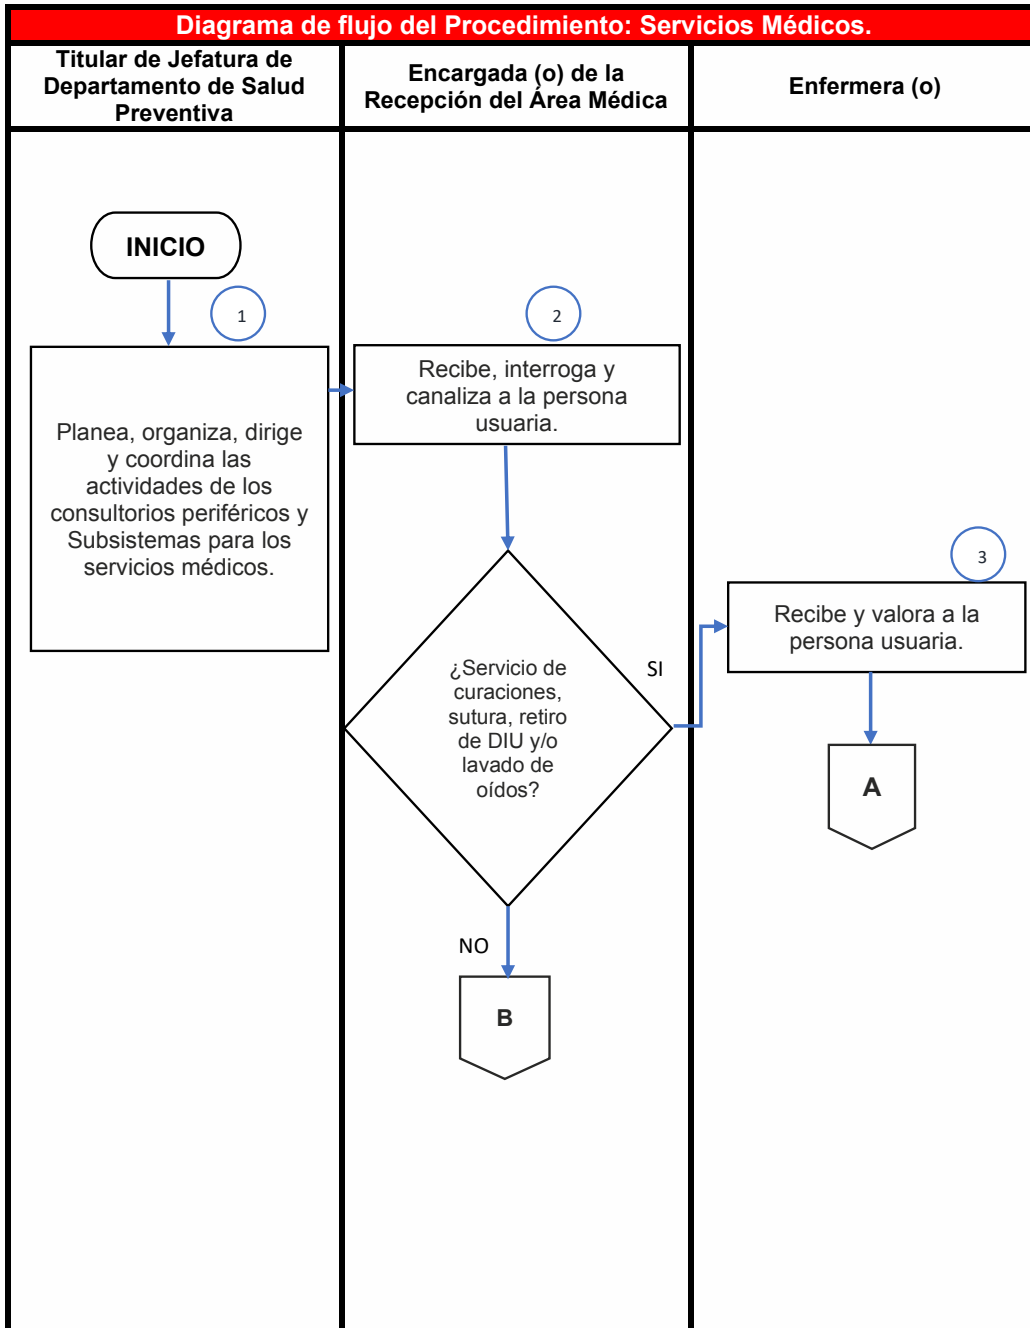 Diagrama de flujo del Procedimiento: Servicios Médicos.
Titular de Jefatura de
Departamento de Salud
Preventiva
Encargada (o) de la
Recepción del Área Médica
Enfermera (o)
INICIO
1
Planea, organiza, dirige
y coordina las
actividades de los
consultorios periféricos y
Subsistemas para los
servicios médicos.
2
Recibe, interroga y
canaliza a la persona
usuaria.
¿Servicio de
curaciones,
sutura, retiro
de DIU y/o
lavado de
oídos?
SI
NO
B
3
Recibe y valora a la
persona usuaria.
A